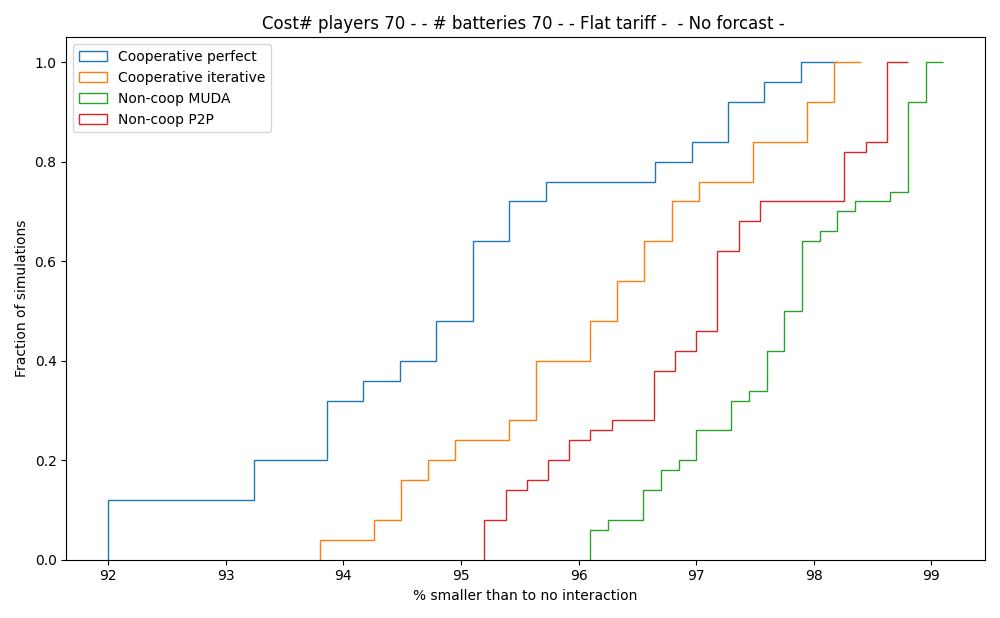 Cost# players 70 - - # batteries 70 - - Flat tariff -  - No forcast -
Cooperative perfect
Cooperative iterative
Non-coop MUDA
Non-coop P2P
Fraction of simulations
1.0
0.8
0.6
0.4
0.2
0.0
92 93 94 95 96 97 98 99
% smaller than to no interaction